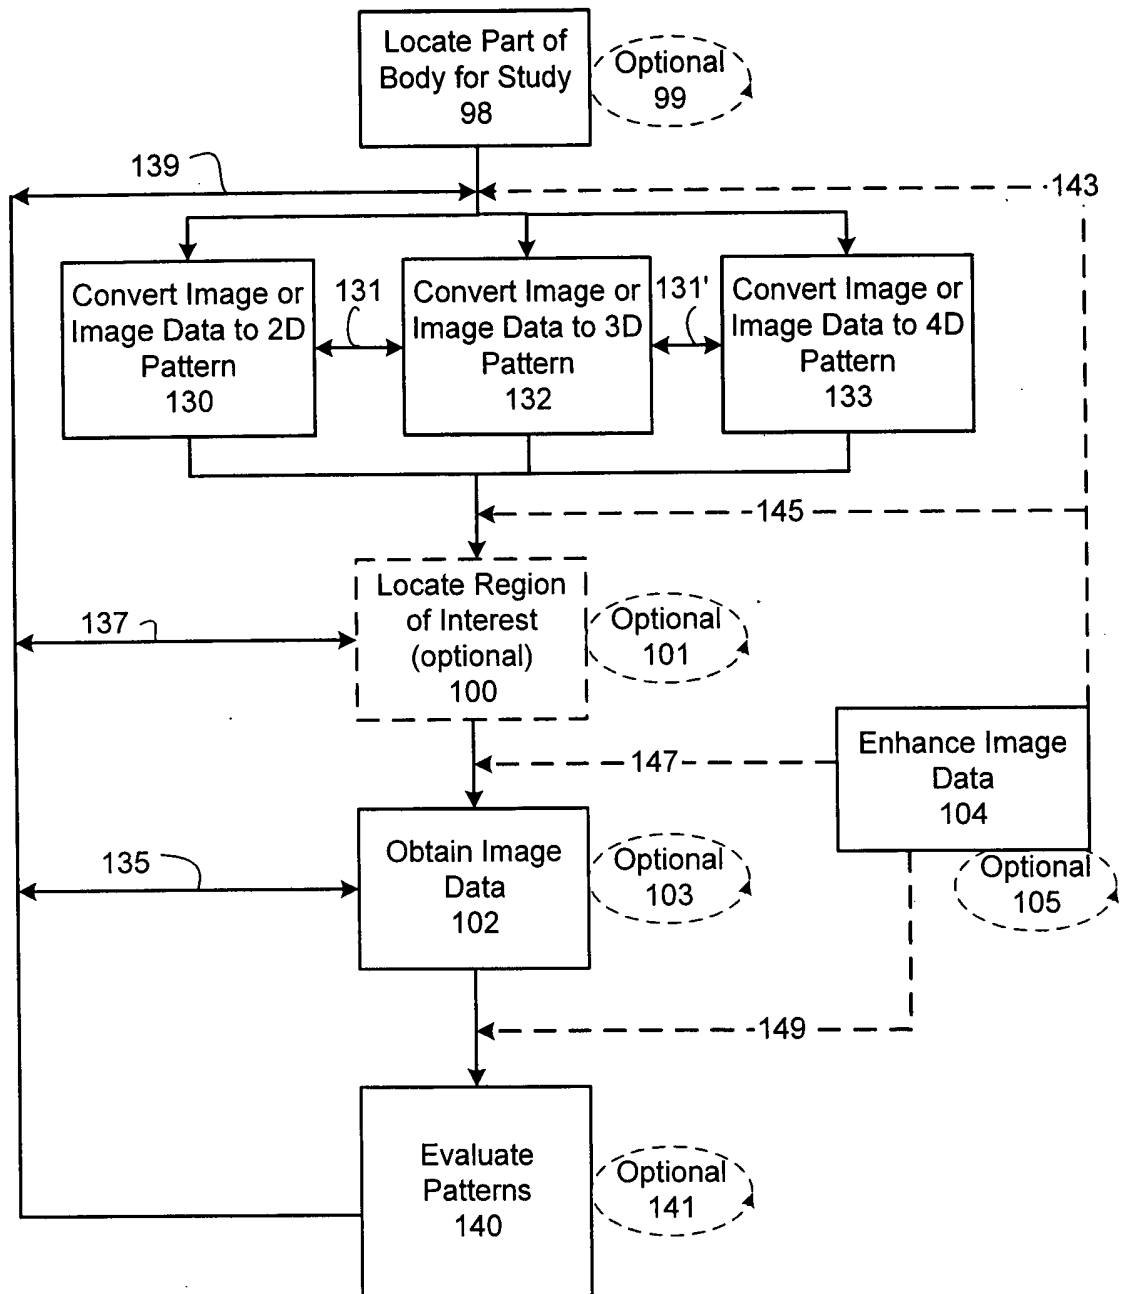 Locate Part of
Body for Study
98
Optional
99
139
143
Convert Image or
Image Data to 2D
Pattern
130
131
Convert Image or
Image Data to 3D
Pattern
132
131'
Convert Image or
Image Data to 4D
Pattern
133
145
Locate Region
of Interest
(optional)
100
Optional
101
137
147
Enhance Image
Data
104
Optional
105
135
Obtain Image
Data
102
Optional
103
149
Evaluate
Patterns
140
Optional
141